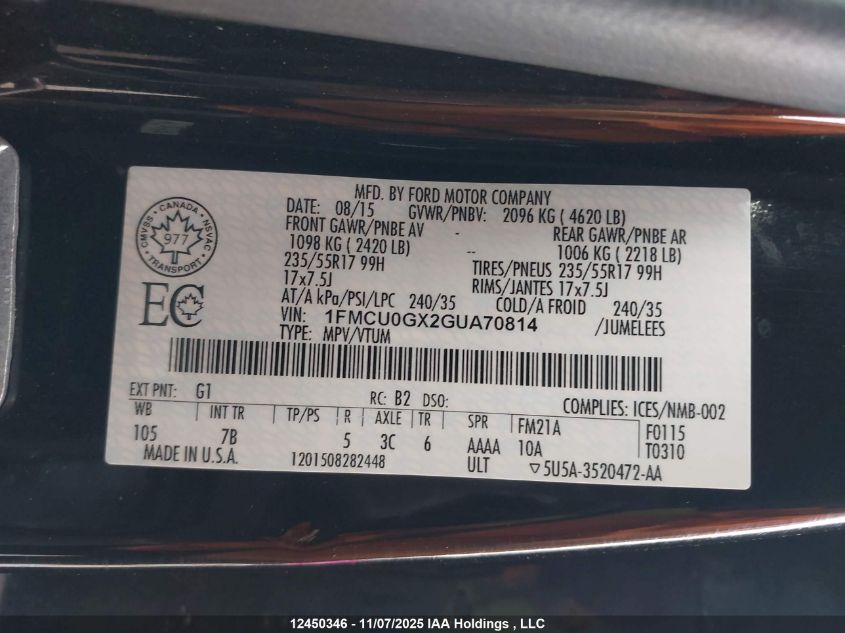 MFD. BY FORD MOTOR COMPANY
DATE: 08/15 GVWR/PNBV: 2096 KG ( 4620 LB)
FRONT GAWR/PNBE AV - REAR GAWR/PNBE AR
1098 KG ( 2420 LB) -- 1006 KG ( 2218 LB)
235/55R17 99H TIRES/PNEUS 235/55R17 99H
17x7.5J RIMS/JANTES 17x7.5J
AT/A kPa/PSI/LPC 240/35 COLD/A FROID 240/35
VIN: 1FMCU0GX2GUA70814 /JUMELEES
TYPE: MPV/VTUM
CANADA
CMVSS NSVAC
977
TRANSPORT
EC
EXT PNT: G1 RC: B2 DSO: COMPLIES: ICES/NMB-002
WB INT TR TP/PS R AXLE TR SPR FM21A F0115
105 7B 5 3C 6 AAAA 10A T0310
MADE IN U.S.A. 1201508282448 ULT ▽5U5A-3520472-AA
12450346 - 11/07/2025 IAA Holdings , LLC